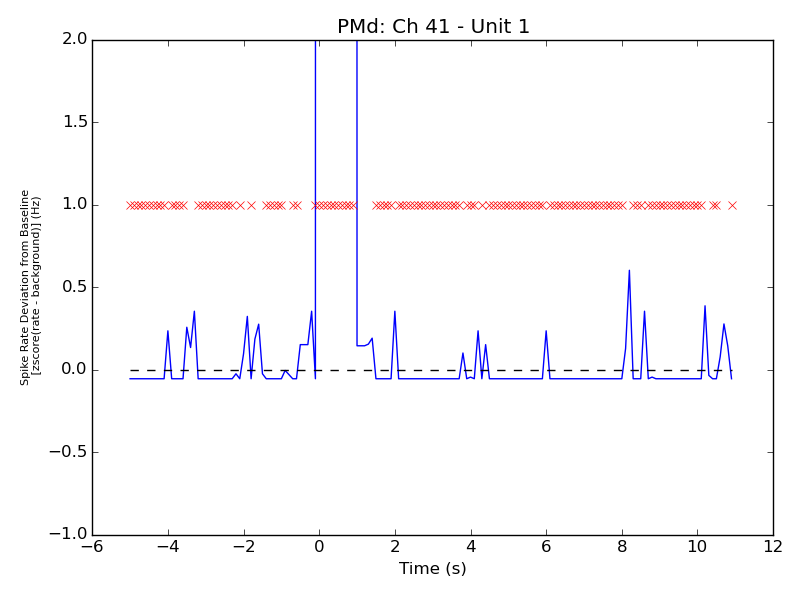 PMd: Ch 41 - Unit 1
2.0
1.5
1.0
0.5
0.0
−0.5
−1.0
Spike Rate Deviation from Baseline
[zscore(rate - background)] (Hz)
−6 −4 −2 0 2 4 6 8 10 12
Time (s)